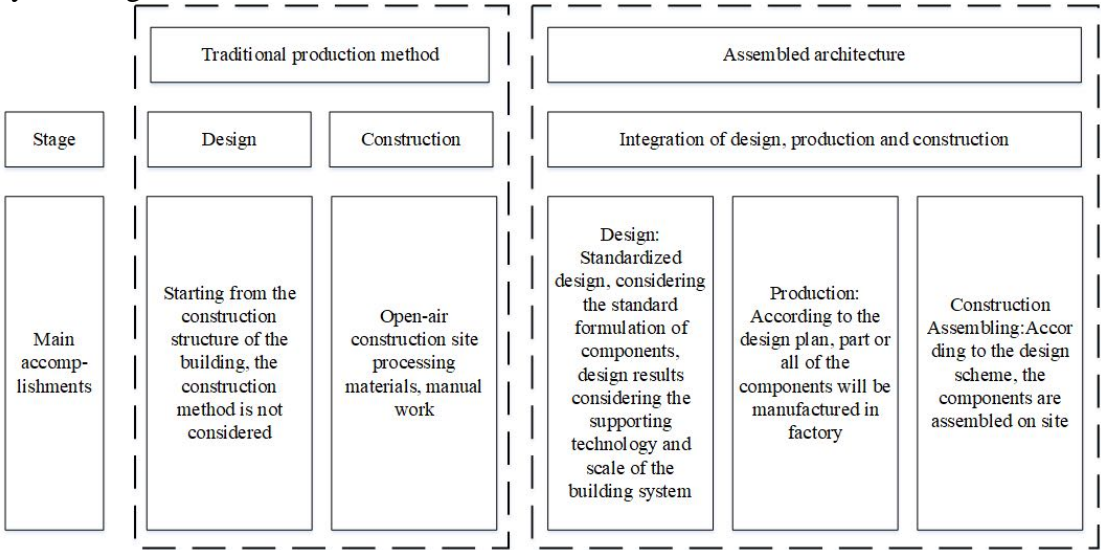 Traditional production method
Assembled architecture
Stage
Design
Construction
Integration of design, production and construction
Main
accomp-
lishments
Starting from the
construction
structure of the
building, the
construction
method is not
considered
Open-air
construction site
processing
materials, manual
work
Design:
Standardized
design, considering
the standard
formulation of
components,
design results
considering the
supporting
technology and
scale of the
building system
Production:
According to the
design plan, part or
all of the
components will be
manufactured in
factory
Construction
Assembling:Accor
ding to the design
scheme, the
components are
assembled on site